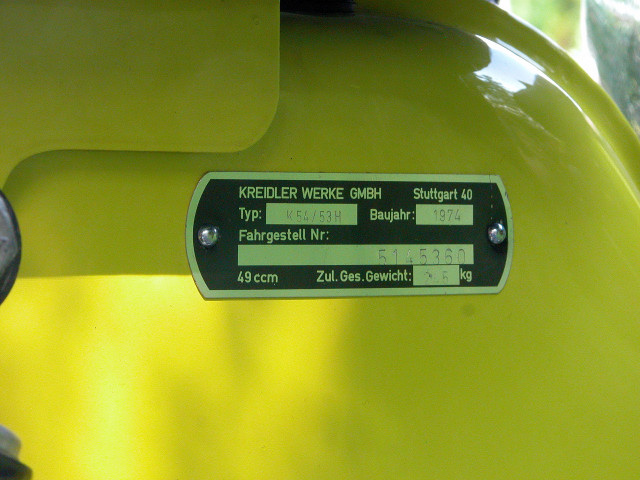 KREIDLER WERKE GMBH Stuttgart 40
Typ: K54/53H Baujahr: 1974
Fahrgestell Nr:
5145360
49 ccm Zul. Ges. Gewicht: kg